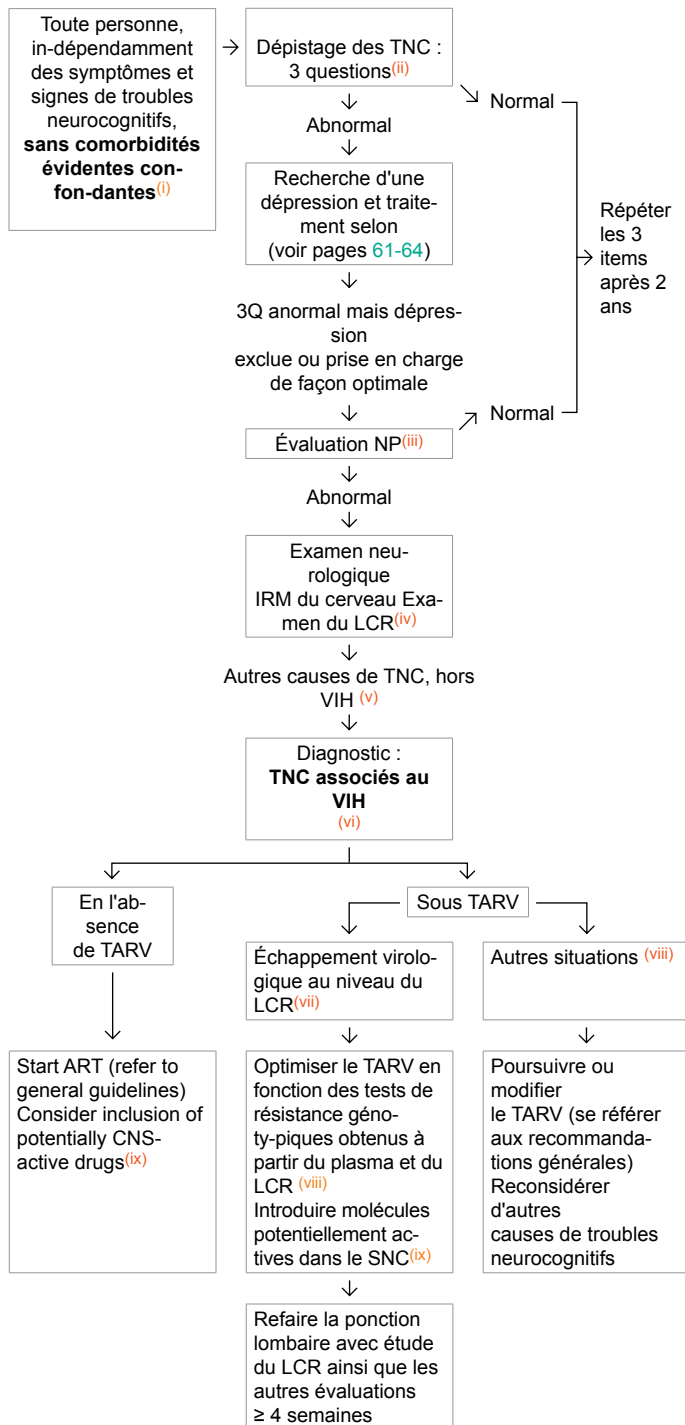 Toute personne,
in-dépendamment
des symptômes et
signes de troubles
neurocognitifs,
sans comorbidités
évidentes con-
fon-dantes(i)
Dépistage des TNC :
3 questions(ii)
Normal
Abnormal
Recherche d'une
dépression et traite-
ment selon
(voir pages 61-64)
Répéter
les 3
items
après 2
ans
3Q anormal mais dépres-
sion
exclue ou prise en charge
de façon optimale
Normal
Évaluation NP(iii)
Abnormal
Examen neu-
rologique
IRM du cerveau Exa-
men du LCR(iv)
Autres causes de TNC, hors
VIH (v)
Diagnostic :
TNC associés au
VIH
(vi)
En l'ab-
sence
de TARV
Sous TARV
Échappement virolo-
gique au niveau du
LCR(vii)
Autres situations (viii)
Start ART (refer to
general guidelines)
Consider inclusion of
potentially CNS-
active drugs(ix)
Optimiser le TARV en
fonction des tests de
résistance géno-
ty-piques obtenus à
partir du plasma et du
LCR (viii)
Introduire molécules
potentiellement ac-
tives dans le SNC(ix)
Poursuivre ou
modifier
le TARV (se référer
aux recommanda-
tions générales)
Reconsidérer
d'autres
causes de troubles
neurocognitifs
Refaire la ponction
lombaire avec étude
du LCR ainsi que les
autres évaluations
≥ 4 semaines